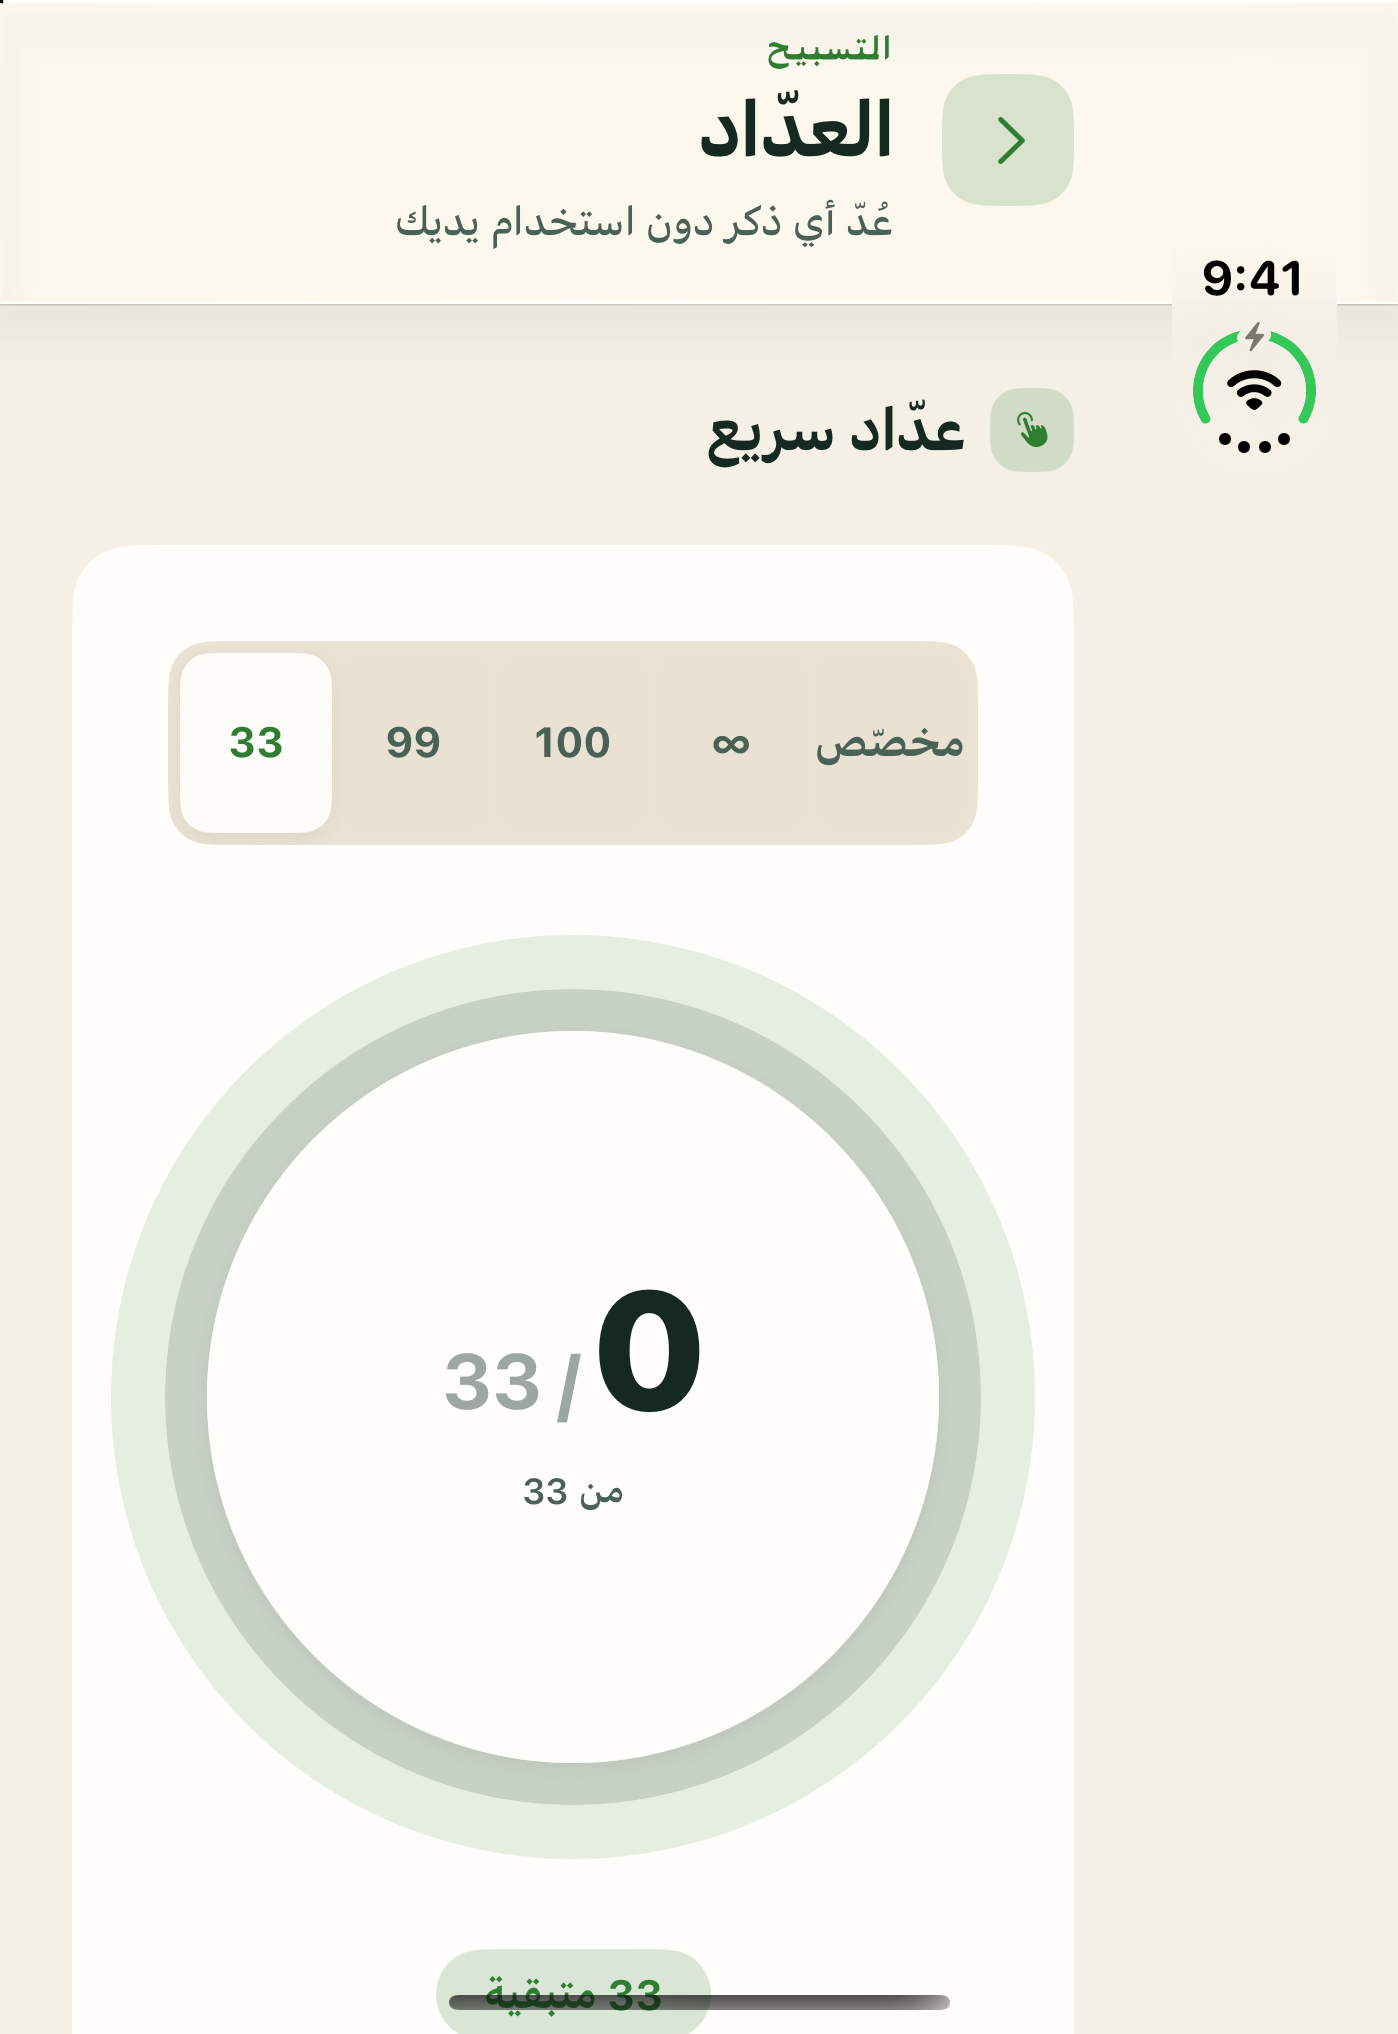 التسبيح
العدّاد
عُدّ أي ذكر دون استخدام يديك
9:41
عدّاد سريع
33 99 100 ∞ مخصّص
0 / 33
من 33
33 متبقية